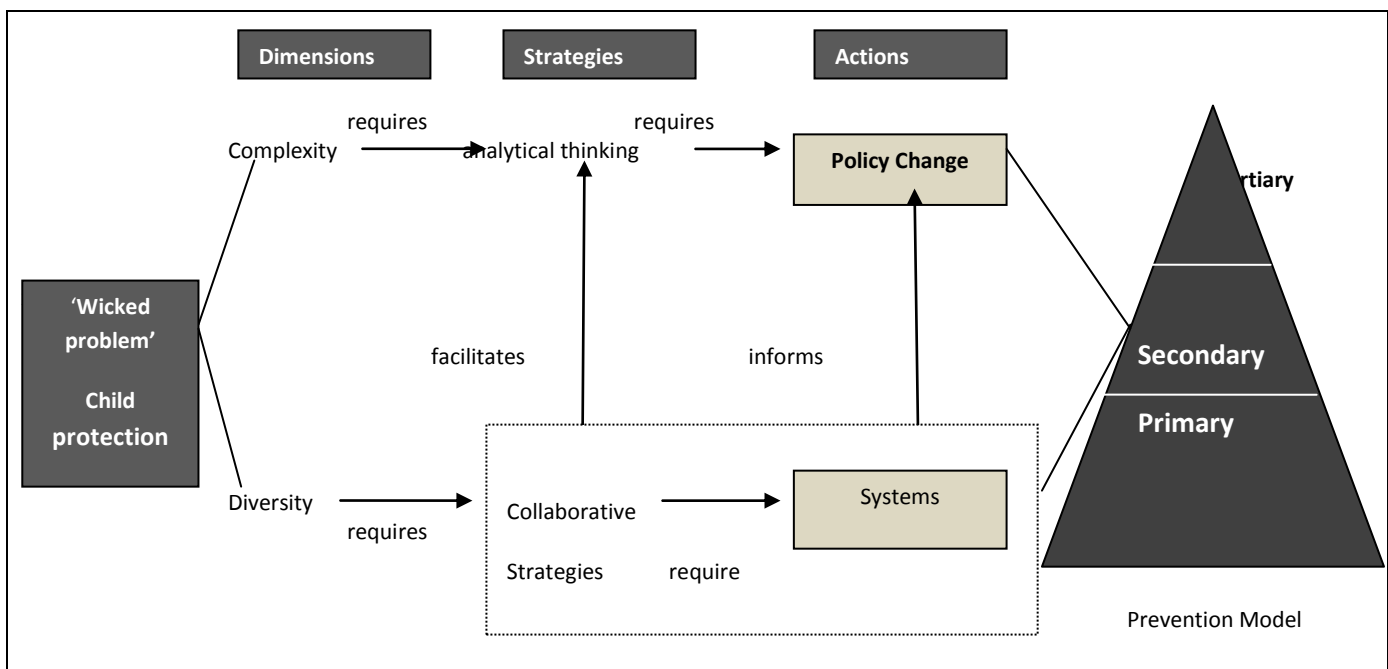 Dimensions
Strategies
Actions
requires
requires
Complexity
analytical thinking
Policy Change
rtiary
'Wicked
problem'
Child
protection
facilitates
informs
Secondary
Primary
Diversity
requires
Collaborative
Strategies
require
Systems
Prevention Model